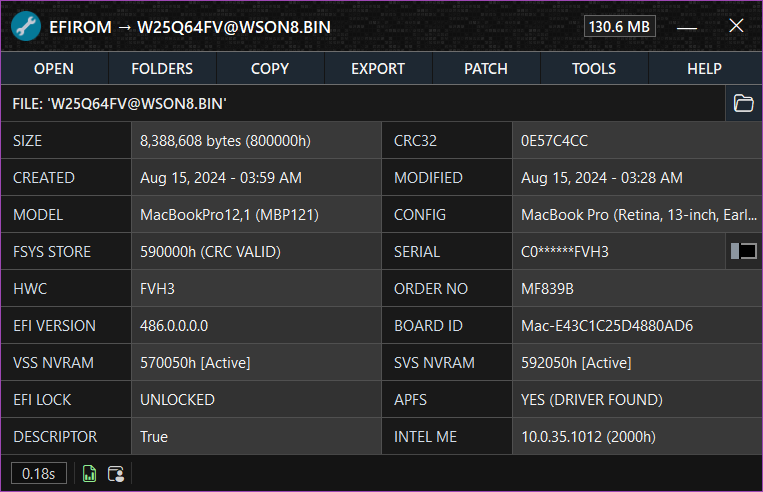 EFIROM → W25Q64FV@WSON8.BIN 130.6 MB
OPEN FOLDERS COPY EXPORT PATCH TOOLS HELP
FILE: 'W25Q64FV@WSON8.BIN'
SIZE 8,388,608 bytes (800000h) CRC32 0E57C4CC
CREATED Aug 15, 2024 - 03:59 AM MODIFIED Aug 15, 2024 - 03:28 AM
MODEL MacBookPro12,1 (MBP121) CONFIG MacBook Pro (Retina, 13-inch, Earl...
FSYS STORE 590000h (CRC VALID) SERIAL C0******FVH3
HWC FVH3 ORDER NO MF839B
EFI VERSION 486.0.0.0.0 BOARD ID Mac-E43C1C25D4880AD6
VSS NVRAM 570050h [Active] SVS NVRAM 592050h [Active]
EFI LOCK UNLOCKED APFS YES (DRIVER FOUND)
DESCRIPTOR True INTEL ME 10.0.35.1012 (2000h)
0.18s